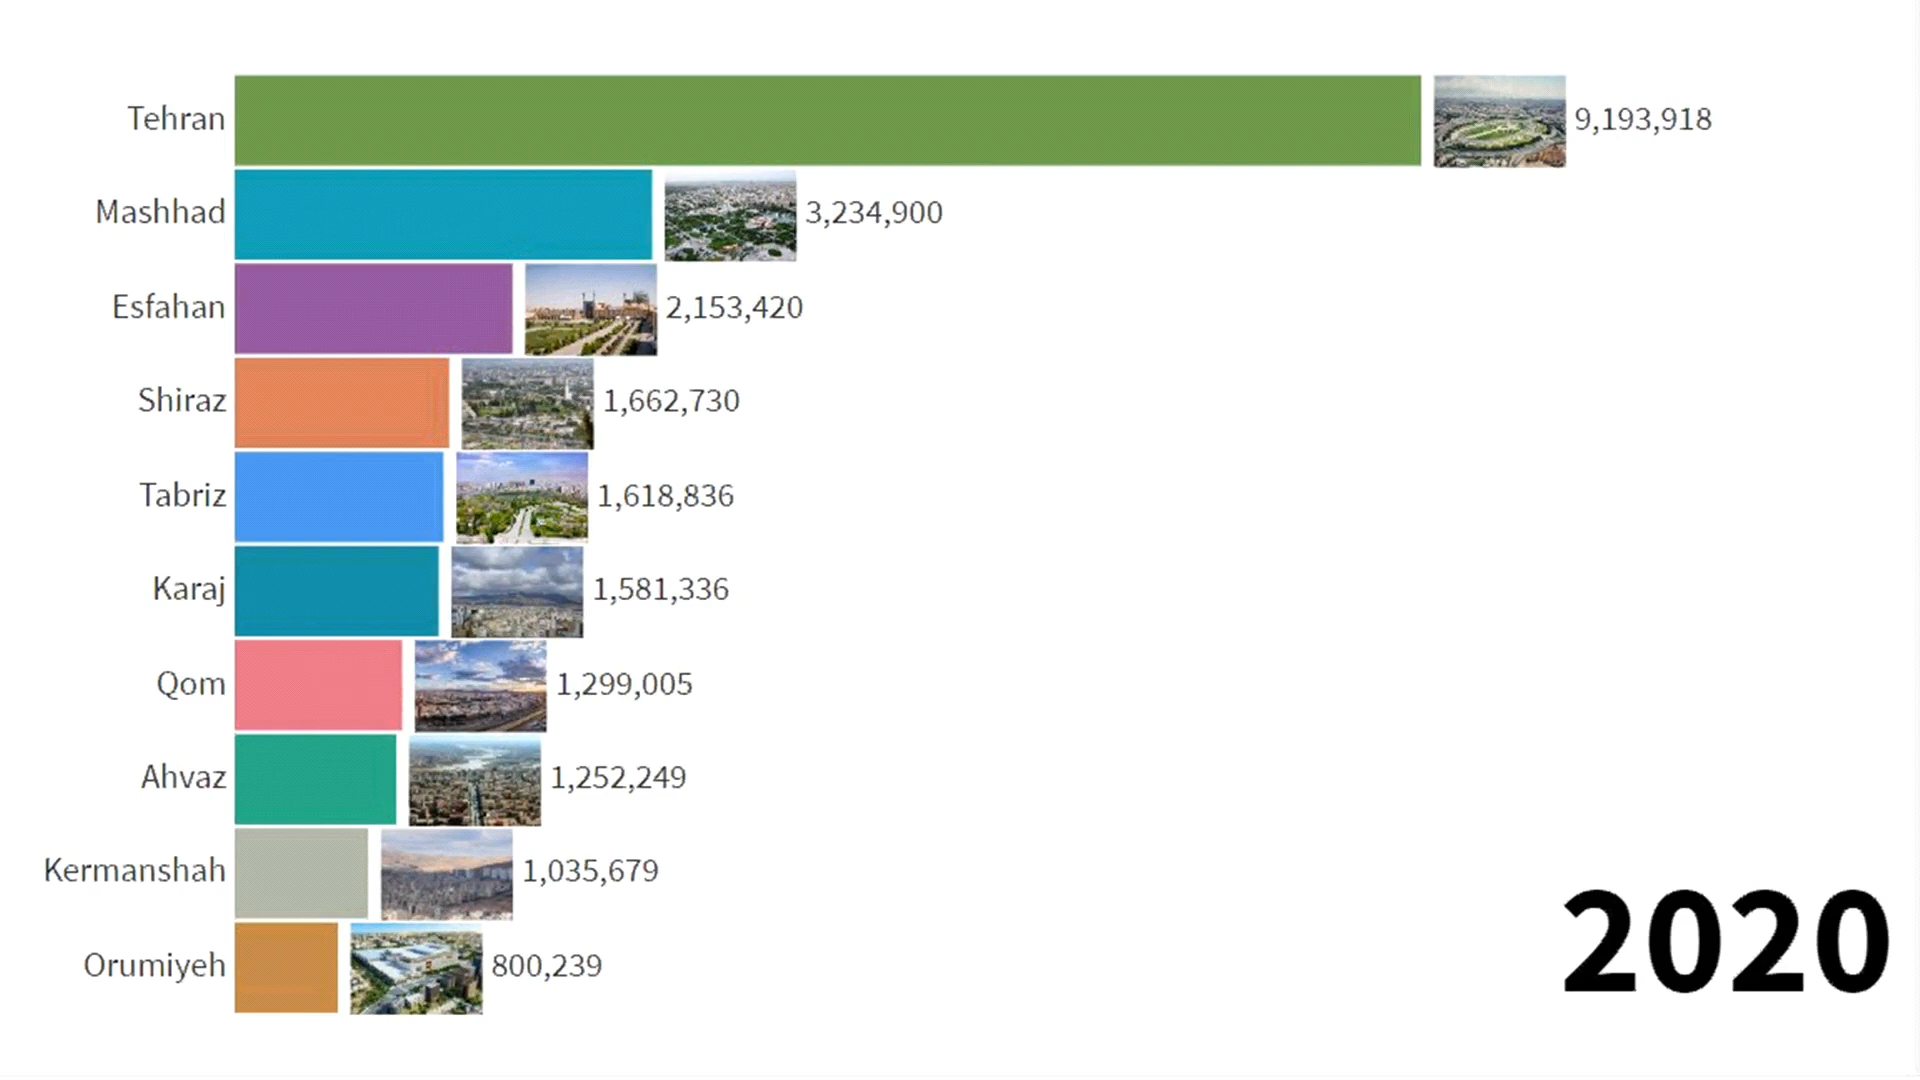 Tehran 9,193,918
Mashhad 3,234,900
Esfahan 2,153,420
Shiraz 1,662,730
Tabriz 1,618,836
Karaj 1,581,336
Qom 1,299,005
Ahvaz 1,252,249
Kermanshah 1,035,679
Orumiyeh 800,239
2020